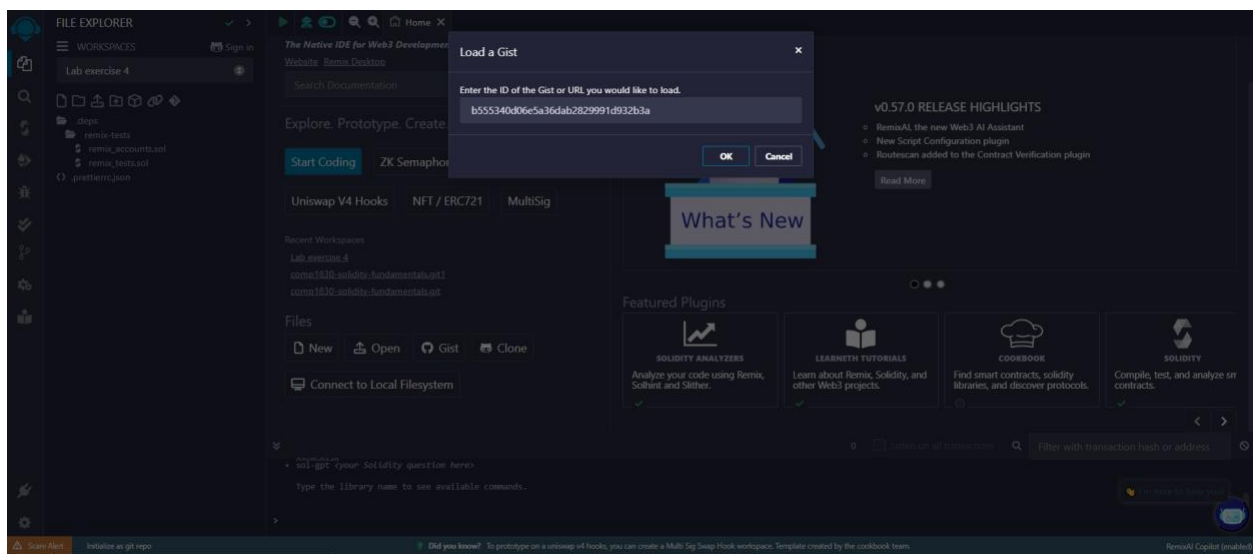 FILE EXPLORER
WORKSPACES
Sign in
Lab exercise 4
.deps
remix-tests
remix_accounts.sol
remix_tests.sol
.prettierrc.json
Home
The Native IDE for Web3 Developmen
Website Remix Desktop
Search Documentation
Explore. Prototype. Create.
Start Coding
ZK Semaphor
Uniswap V4 Hooks
NFT / ERC721
MultiSig
Recent Workspaces
Lab exercise 4
comp1830-solidity-fundamentals.git1
comp1830-solidity-fundamentals.git
Files
New
Open
Gist
Clone
Connect to Local Filesystem
Load a Gist
Enter the ID of the Gist or URL you would like to load.
b555340d06e5a36dab2829991d932b3a
OK
Cancel
What's New
v0.57.0 RELEASE HIGHLIGHTS
RemixAI, the new Web3 AI Assistant
New Script Configuration plugin
Routescan added to the Contract Verification plugin
Read More
Featured Plugins
SOLIDITY ANALYZERS
Analyze your code using Remix,
Solhint and Slither.
LEARNETH TUTORIALS
Learn about Remix, Solidity, and
other Web3 projects.
COOKBOOK
Find smart contracts, solidity
libraries, and discover protocols.
SOLIDITY
Compile, test, and analyze sm
contracts.
0
Listen on all transactions
Filter with transaction hash or address
sol-gpt <your Solidity question here>
Type the library name to see available commands.
>
I'm here to help you!
Scam Alert
Initialize as git repo
Did you know? To prototype on a uniswap v4 hooks, you can create a Multi Sig Swap Hook workspace. Template created by the cookbook team
RemixAI Copilot (enabled